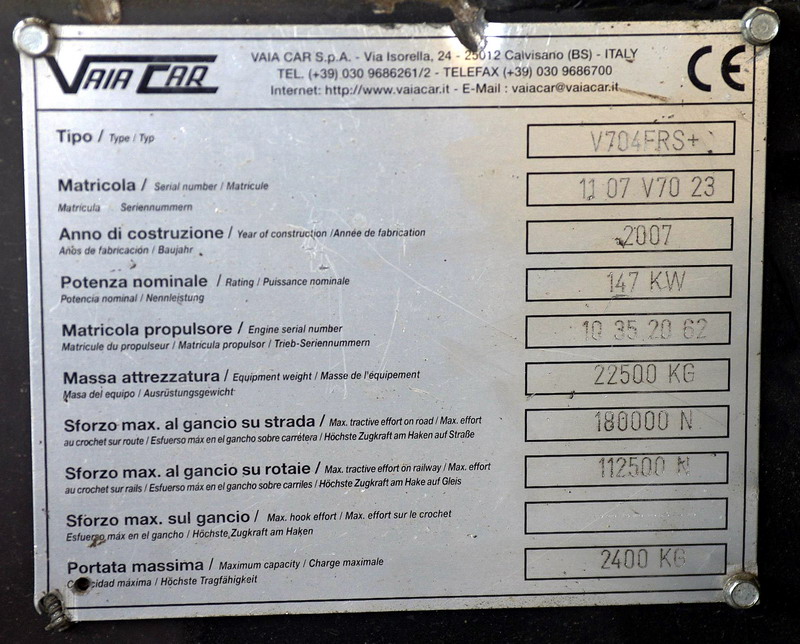 VAIA CAR
VAIA CAR S.p.A. - Via Isorella, 24 - 25012 Calvisano (BS) - ITALY
TEL. (+39) 030 9686261/2 - TELEFAX (+39) 030 9686700
Internet: http://www.vaiacar.it - E-Mail : vaiacar@vaiacar.it
CE
Tipo / Type / Typ V704FRS+
Matricola / Serial number / Matricule 11 07 V70 23
Matrícula Seriennummern
Anno di costruzione / Year of construction /Année de fabrication 2007
Años de fabricación / Baujahr
Potenza nominale / Rating / Puissance nominale 147 KW
Potencia nominal / Nennleistung
Matricola propulsore / Engine serial number 10 35 20 62
Matricule du propulseur / Matrícula propulsor / Trieb-Seriennummern
Massa attrezzatura / Equipment weight / Masse de l'équipement 22500 KG
Masa del equipo / Ausrüstungsgewicht
Sforzo max. al gancio su strada / Max. tractive effort on road / Max. effort 180000 N
au crochet sur route / Esfuerso máx en el gancho sobre carrétera / Höchste Zugkraft am Haken auf Straße
Sforzo max. al gancio su rotaie / Max. tractive effort on railway / Max. effort 112500 N
au crochet sur rails / Esfuerso máx en el gancho sobre carriles / Höchste Zugkraft am Hake auf Gleis
Sforzo max. sul gancio / Max. hook effort / Max. effort sur le crochet
Esfuerso máx en el gancho / Höchste Zugkraft am Haken
Portata massima / Maximum capacity / Charge maximale 2400 KG
Capacidad máxima / Höchste Tragfähigkeit